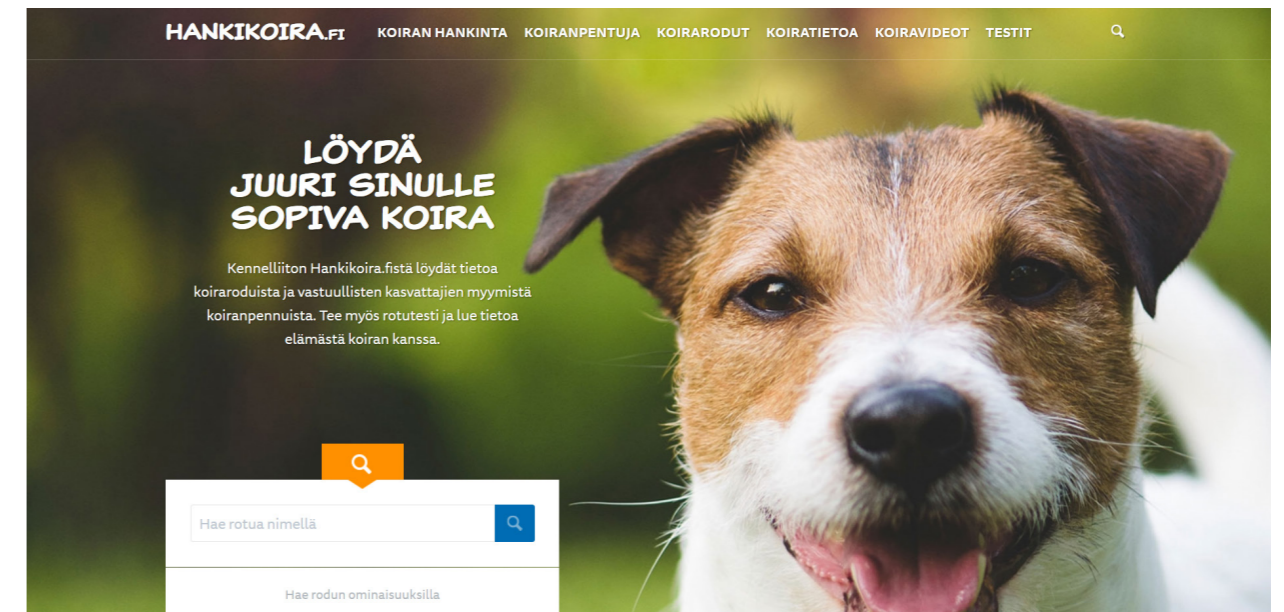 HANKIKOIRA.FI KOIRAN HANKINTA KOIRANPENTUJA KOIRARODUT KOIRATIETOA KOIRAVIDEOT TESTIT
LÖYDÄ
JUURI SINULLE
SOPIVA KOIRA
Kennelliiton Hankikoira.fistä löydät tietoa
koiraroduista ja vastuullisten kasvattajien myymistä
koiranpennuista. Tee myös rotutesti ja lue tietoa
elämästä koiran kanssa.
Hae rotua nimellä
Hae rodun ominaisuuksilla